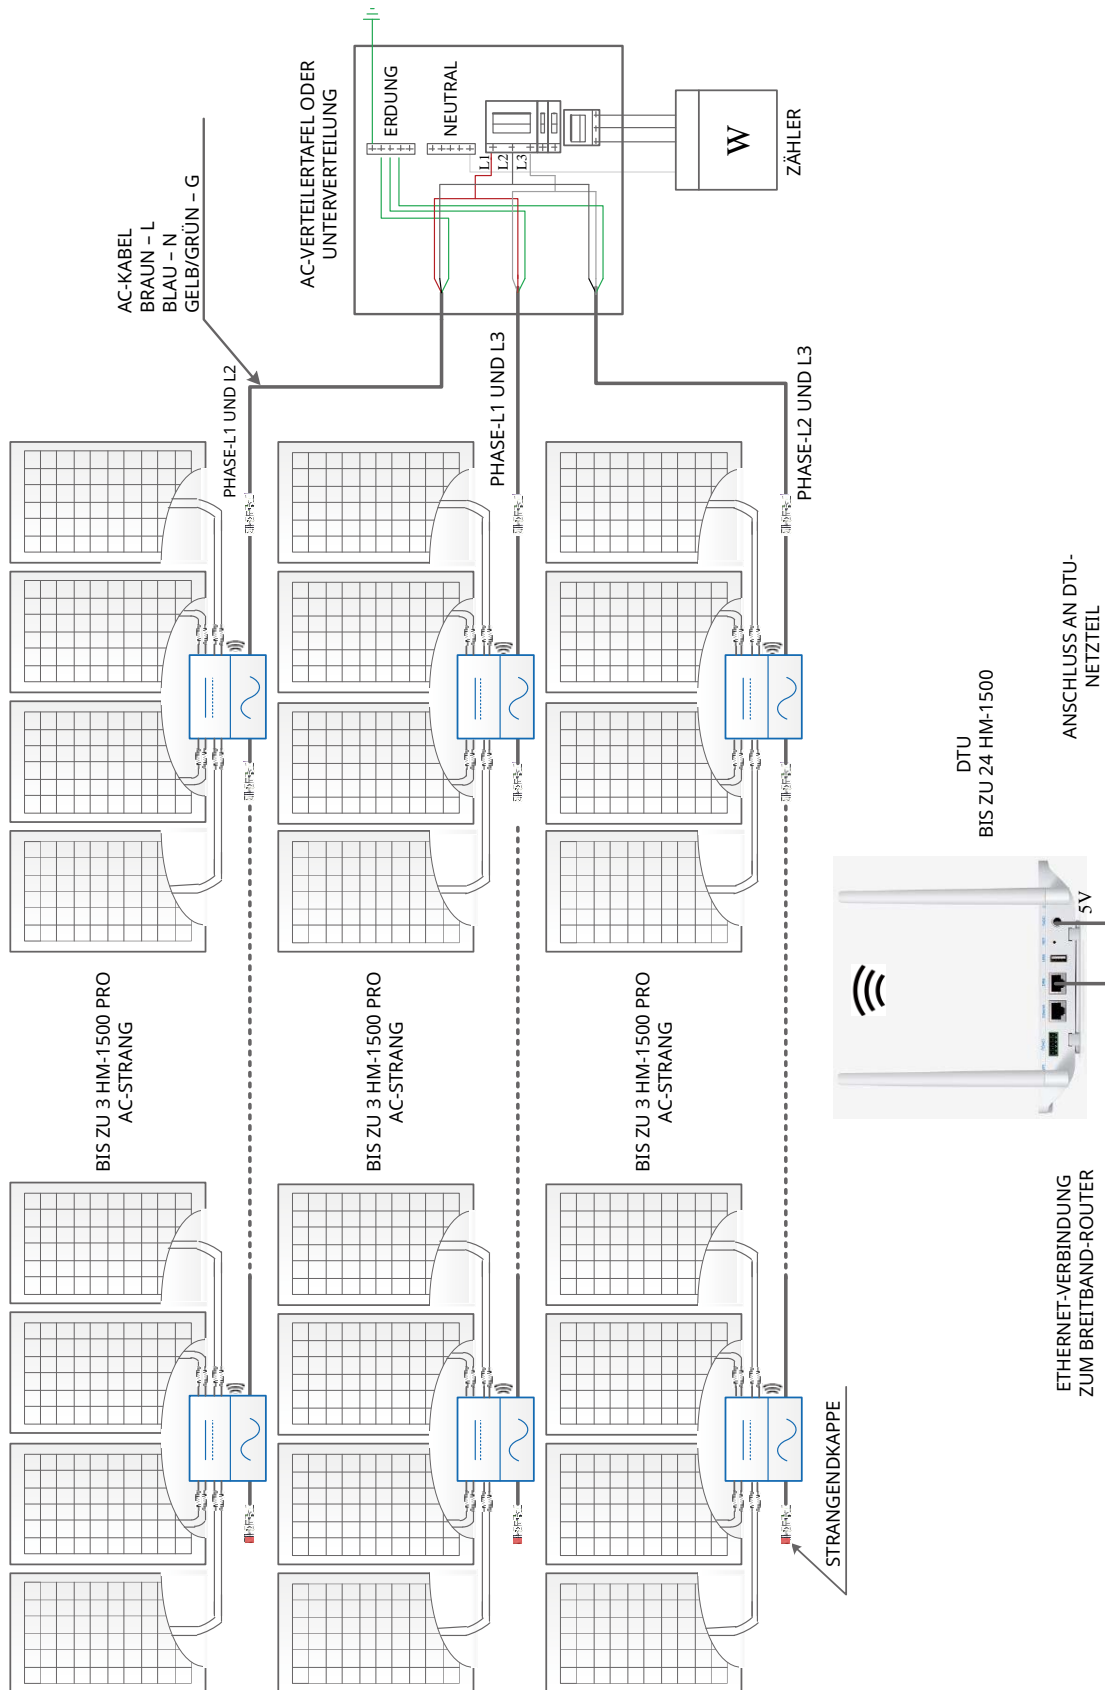 AC-KABEL
BRAUN – L
BLAU – N
GELB/GRÜN – G
AC-VERTEILERTAFEL ODER
UNTERVERTEILUNG
ERDUNG
NEUTRAL
L1
L2
L3
W
ZÄHLER
PHASE-L1 UND L2
PHASE-L1 UND L3
PHASE-L2 UND L3
BIS ZU 3 HM-1500 PRO
AC-STRANG
BIS ZU 3 HM-1500 PRO
AC-STRANG
BIS ZU 3 HM-1500 PRO
AC-STRANG
DTU
BIS ZU 24 HM-1500
ANSCHLUSS AN DTU-
NETZTEIL
5V
ETHERNET-VERBINDUNG
ZUM BREITBAND-ROUTER
STRANGENDKAPPE